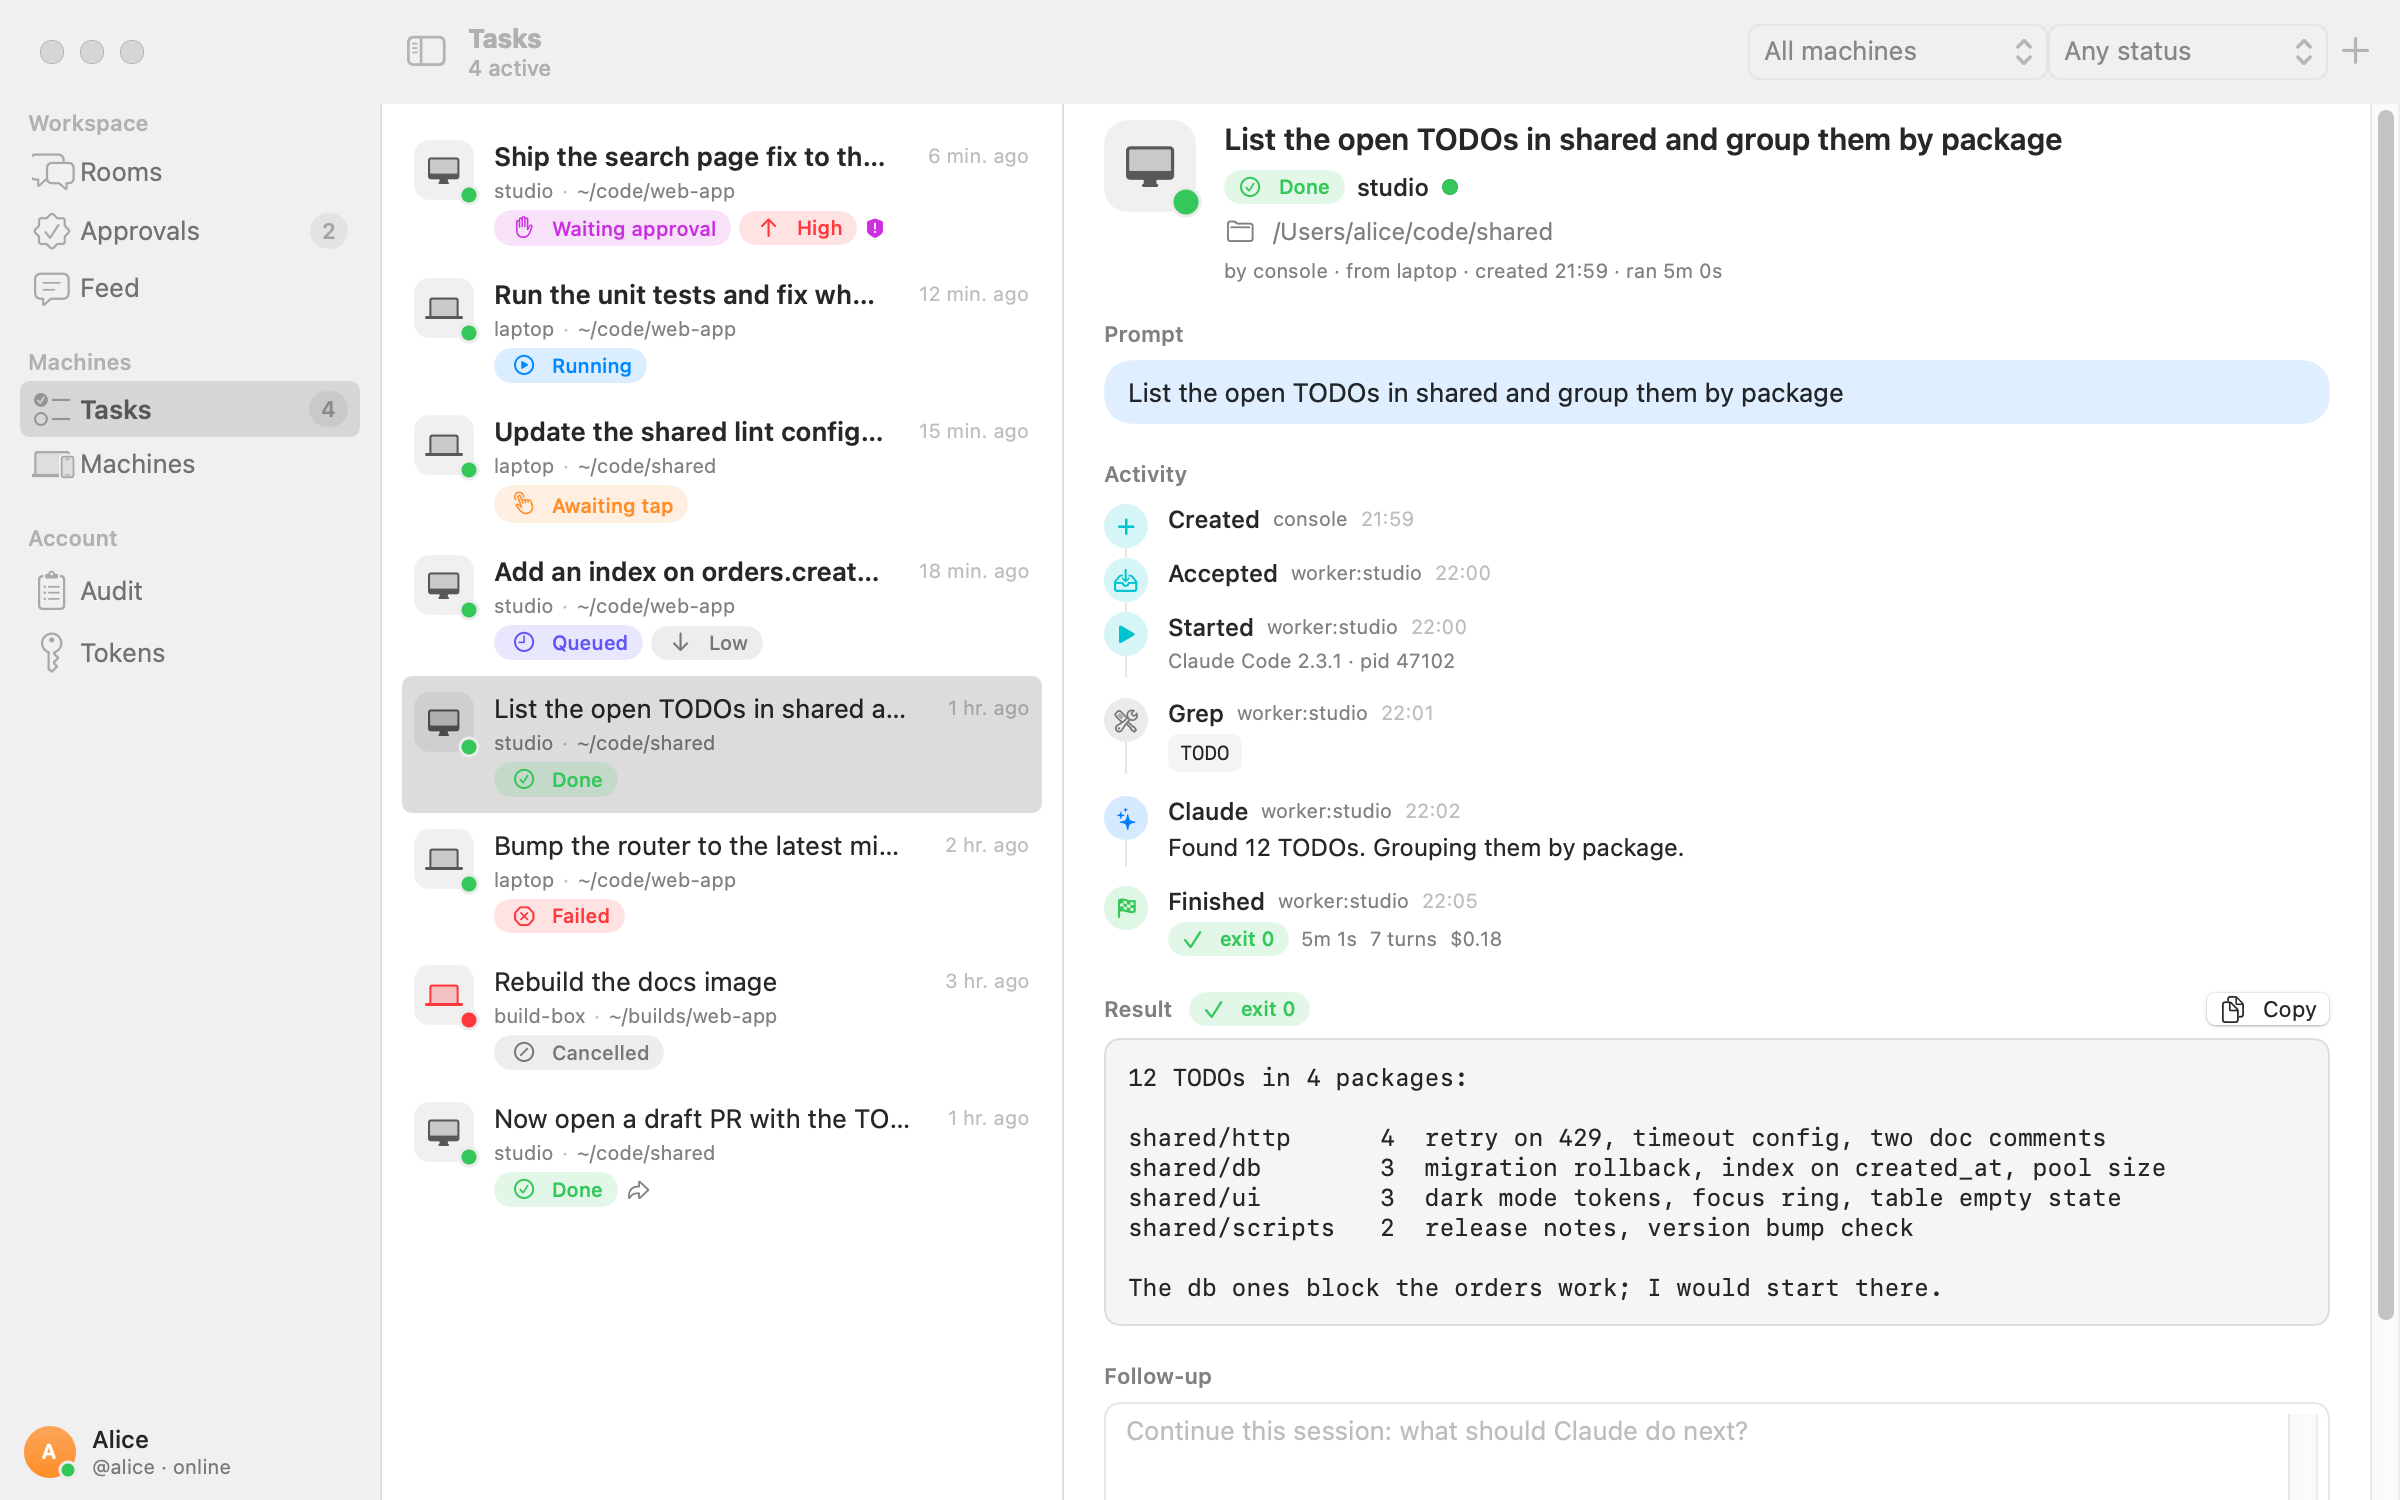 Tasks
4 active
All machines
Any status
Workspace
Rooms
Approvals 2
Feed
Machines
Tasks 4
Machines
Account
Audit
Tokens
A
Alice
@alice · online
Ship the search page fix to th... 6 min. ago
studio · ~/code/web-app
Waiting approval High
Run the unit tests and fix wh... 12 min. ago
laptop · ~/code/web-app
Running
Update the shared lint config... 15 min. ago
laptop · ~/code/shared
Awaiting tap
Add an index on orders.creat... 18 min. ago
studio · ~/code/web-app
Queued Low
List the open TODOs in shared a... 1 hr. ago
studio · ~/code/shared
Done
Bump the router to the latest mi... 2 hr. ago
laptop · ~/code/web-app
Failed
Rebuild the docs image 3 hr. ago
build-box · ~/builds/web-app
Cancelled
Now open a draft PR with the TO... 1 hr. ago
studio · ~/code/shared
Done
List the open TODOs in shared and group them by package
Done studio
/Users/alice/code/shared
by console · from laptop · created 21:59 · ran 5m 0s
Prompt
List the open TODOs in shared and group them by package
Activity
Created console 21:59
Accepted worker:studio 22:00
Started worker:studio 22:00
Claude Code 2.3.1 · pid 47102
Grep worker:studio 22:01
TODO
Claude worker:studio 22:02
Found 12 TODOs. Grouping them by package.
Finished worker:studio 22:05
exit 0 5m 1s 7 turns $0.18
Result exit 0 Copy
12 TODOs in 4 packages:
shared/http 4 retry on 429, timeout config, two doc comments
shared/db 3 migration rollback, index on created_at, pool size
shared/ui 3 dark mode tokens, focus ring, table empty state
shared/scripts 2 release notes, version bump check
The db ones block the orders work; I would start there.
Follow-up
Continue this session: what should Claude do next?